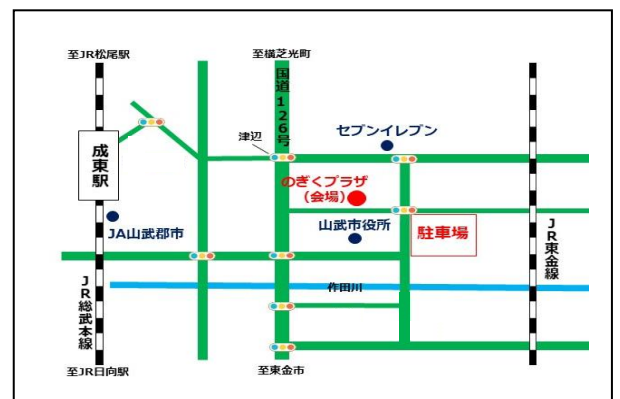 至JR松尾駅
至横芝光町
国道126号
セブンイレブン
津辺
成東駅
のぎくプラザ
（会場）
JA山武郡市
山武市役所
駐車場
JR東金線
作田川
JR総武本線
至JR日向駅
至東金市